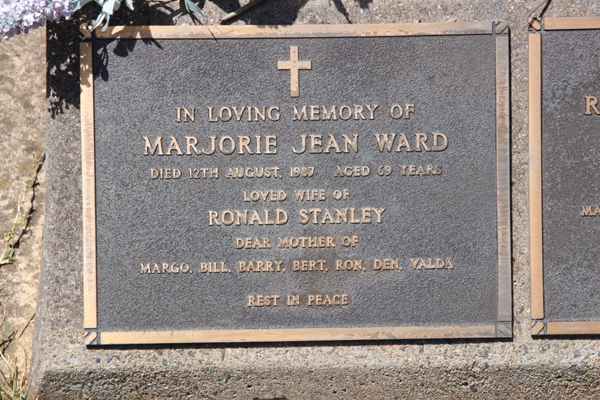 IN LOVING MEMORY OF
MARJORIE JEAN WARD
DIED 12TH AUGUST, 1987 AGED 69 YEARS
LOVED WIFE OF
RONALD STANLEY
DEAR MOTHER OF
MARGO, BILL, BARRY, BERT, RON, DEN, VALDA
REST IN PEACE
R
MA